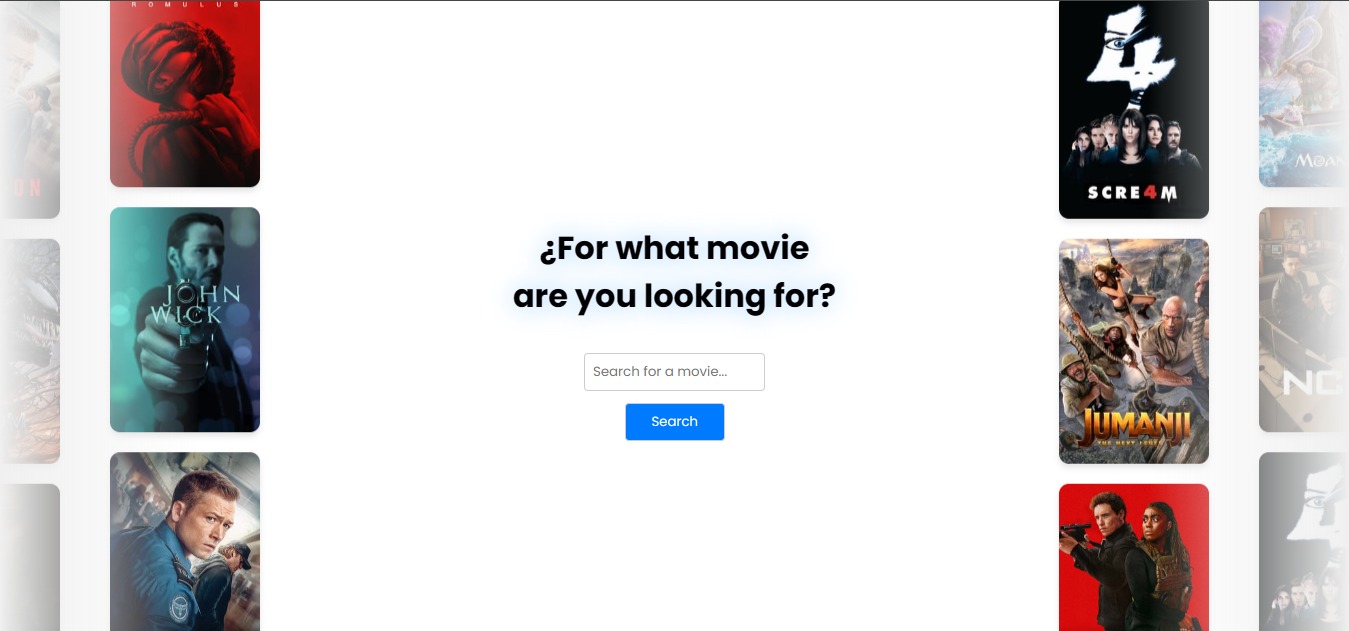 ROMULUS
SCRE4M
MOA
ON
JOHN
WICK
¿For what movie
are you looking for?
Search for a movie...
Search
JUMANJI
THE NEXT LEVEL
NC